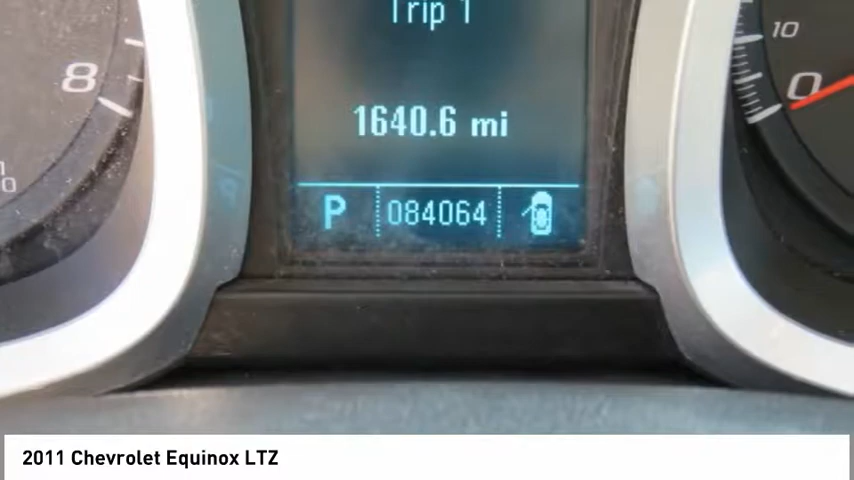 Trip 1
10
8
0
1640.6 mi
P 084064
2011 Chevrolet Equinox LTZ